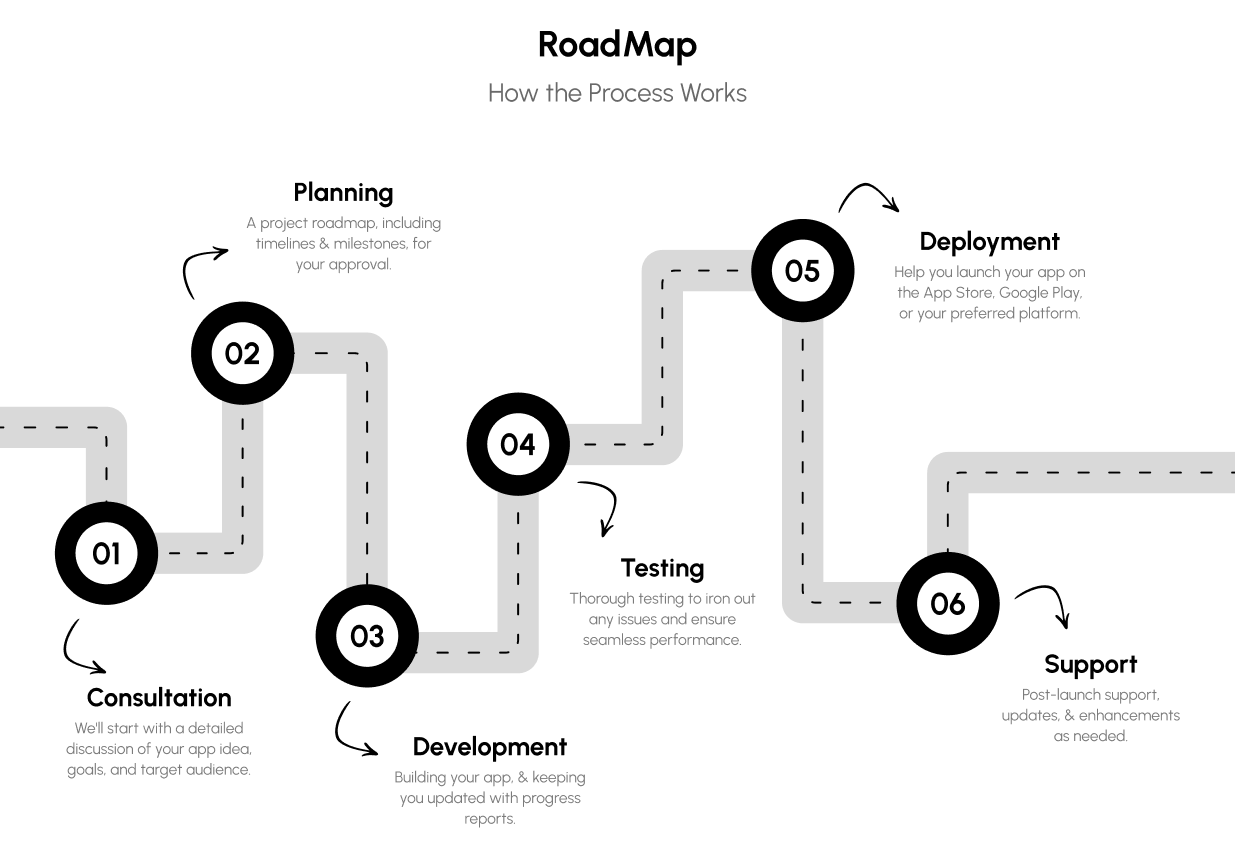 RoadMap
How the Process Works
01
Consultation
We'll start with a detailed
discussion of your app idea,
goals, and target audience.
02
Planning
A project roadmap, including
timelines & milestones, for
your approval.
03
Development
Building your app, & keeping
you updated with progress
reports.
04
Testing
Thorough testing to iron out
any issues and ensure
seamless performance.
05
Deployment
Help you launch your app on
the App Store, Google Play,
or your preferred platform.
06
Support
Post-launch support,
updates, & enhancements
as needed.